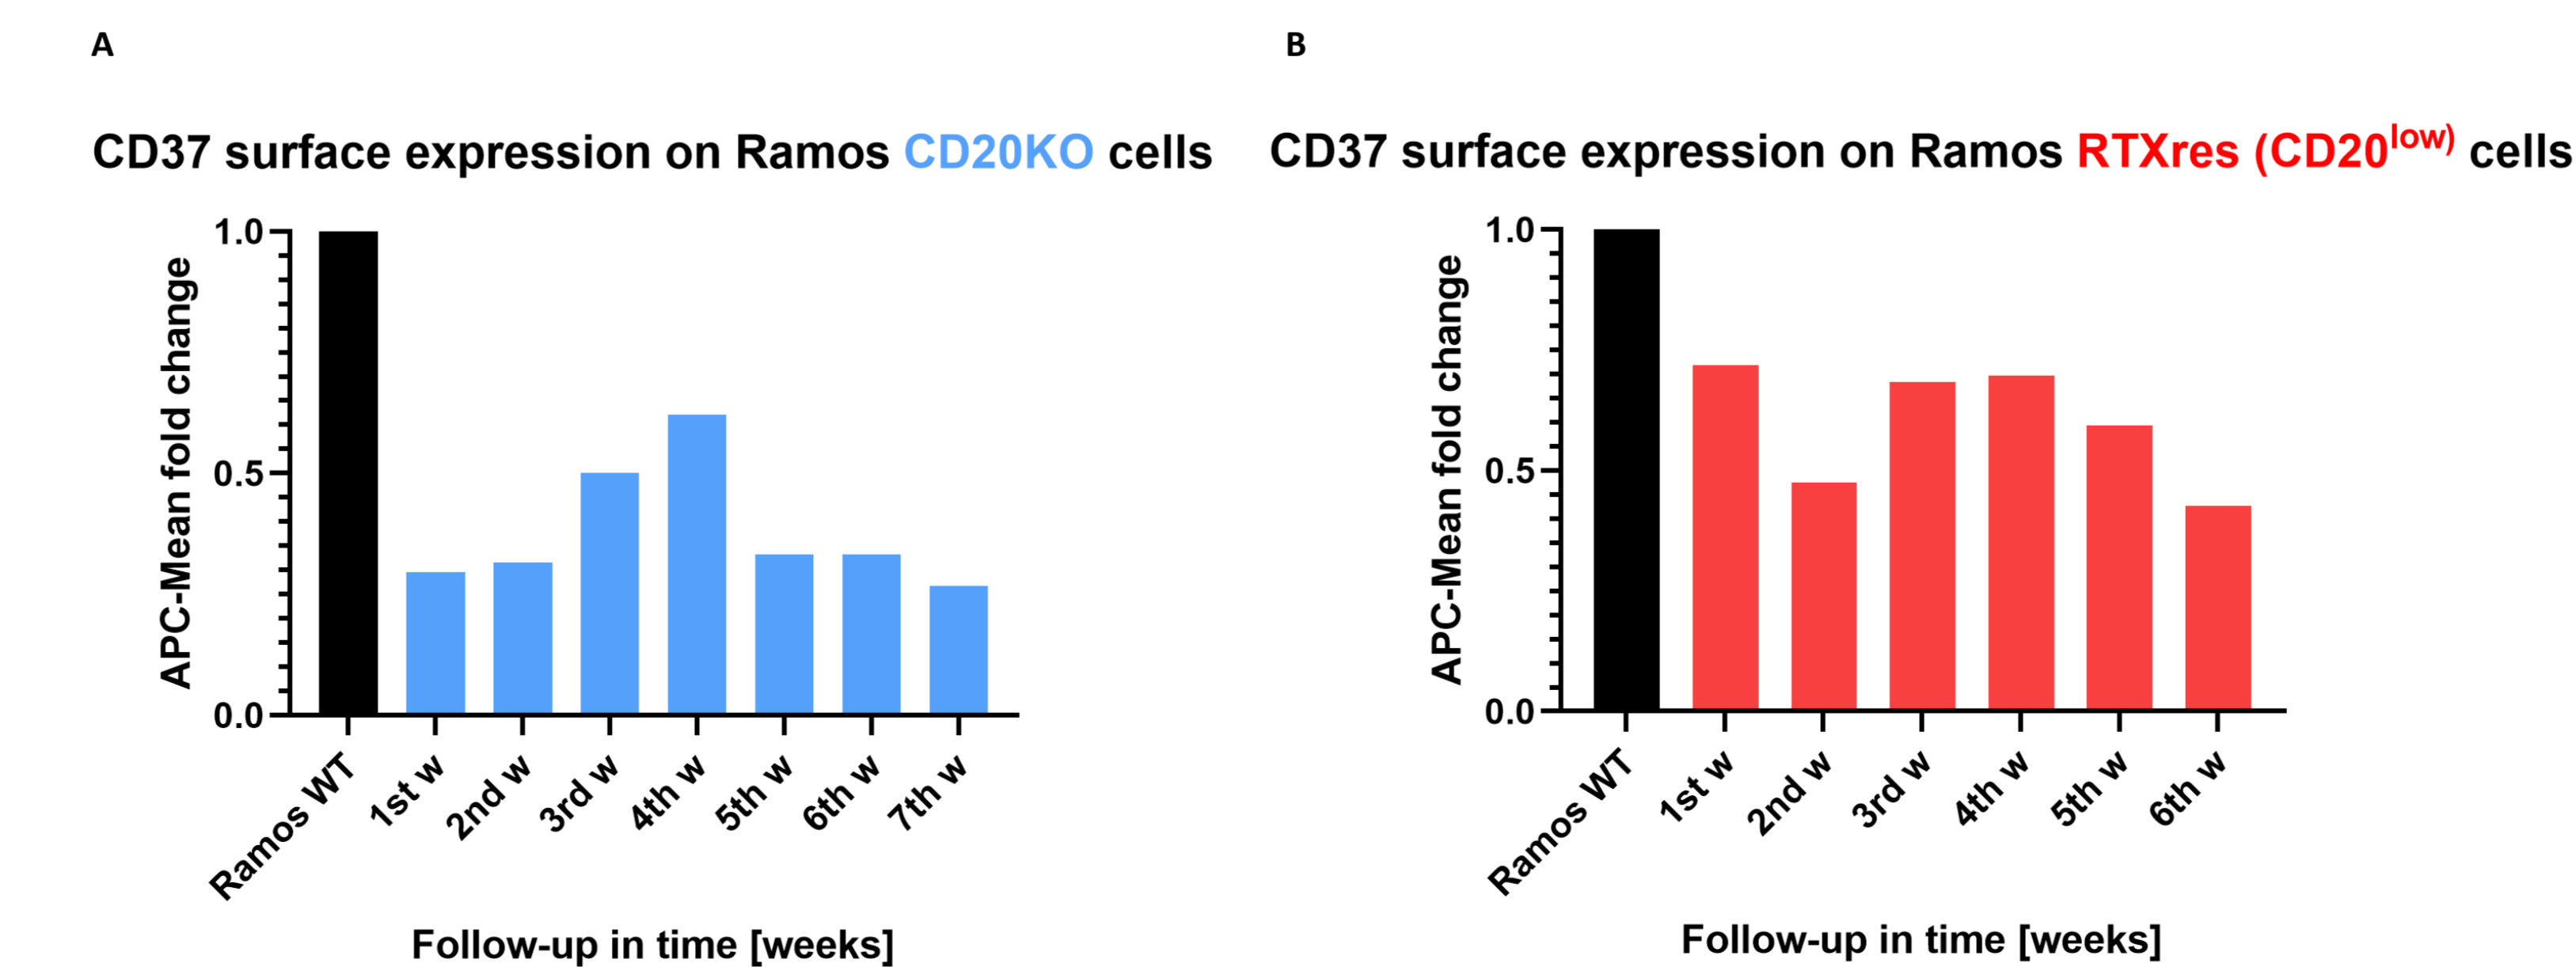 A
CD37 surface expression on Ramos CD20KO cells
APC-Mean fold change
1.0
0.5
0.0
Ramos WT
1st w
2nd w
3rd w
4th w
5th w
6th w
7th w
Follow-up in time [weeks]
B
CD37 surface expression on Ramos RTXres (CD20low) cells
APC-Mean fold change
1.0
0.5
0.0
Ramos WT
1st w
2nd w
3rd w
4th w
5th w
6th w
Follow-up in time [weeks]